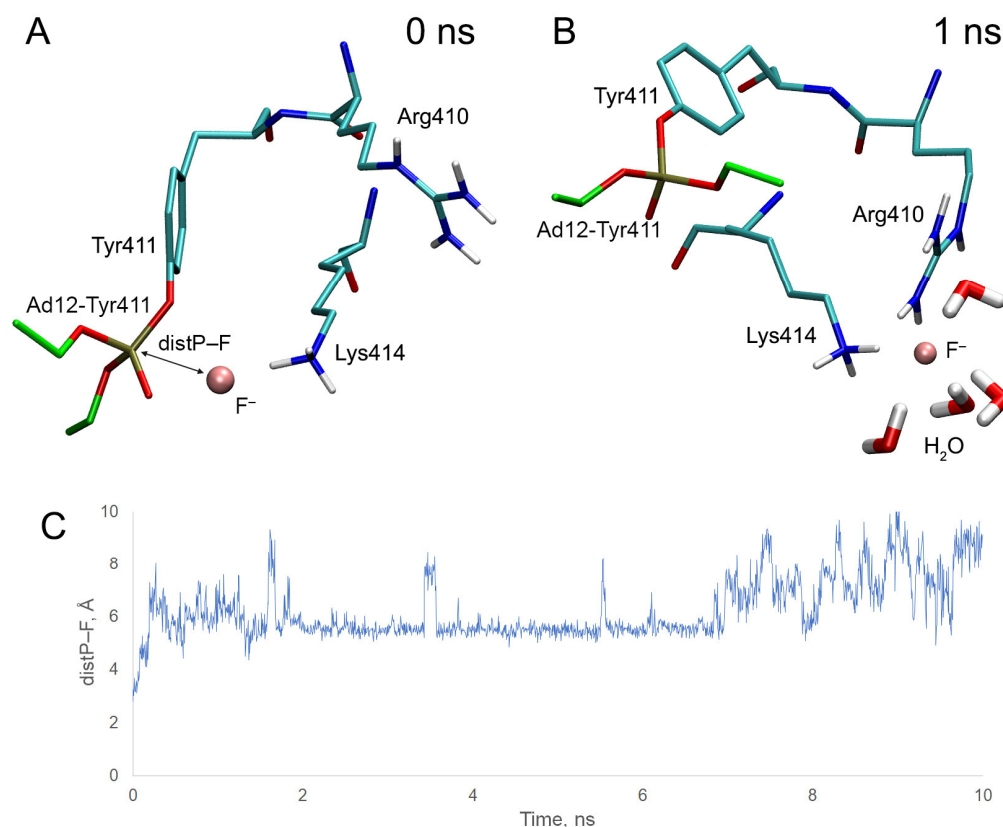 A
0 ns
Arg410
Tyr411
Ad12-Tyr411
distP–F
Lys414
F⁻
B
1 ns
Tyr411
Ad12-Tyr411
Arg410
Lys414
F⁻
H₂O
C
distP–F, Å
10
8
6
4
2
0
0 2 4 6 8 10
Time, ns